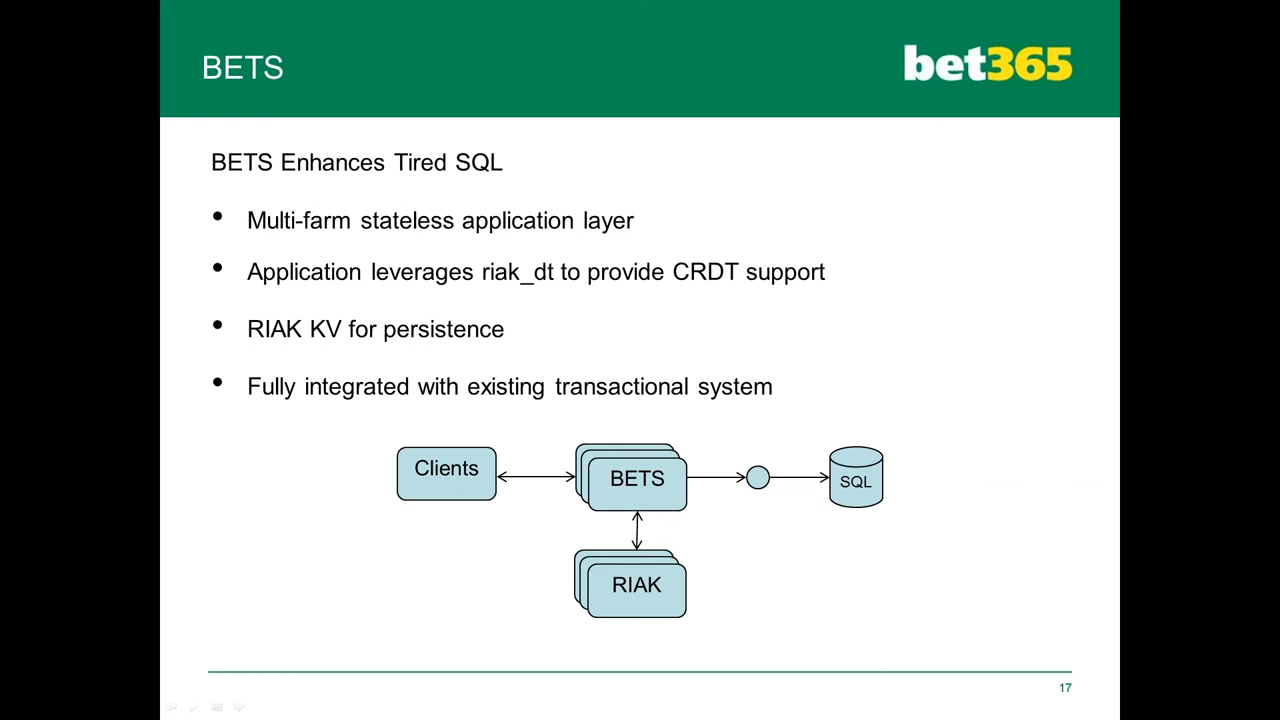 BETS
bet365
BETS Enhances Tired SQL
• Multi-farm stateless application layer
• Application leverages riak_dt to provide CRDT support
• RIAK KV for persistence
• Fully integrated with existing transactional system
Clients
BETS
SQL
RIAK
17